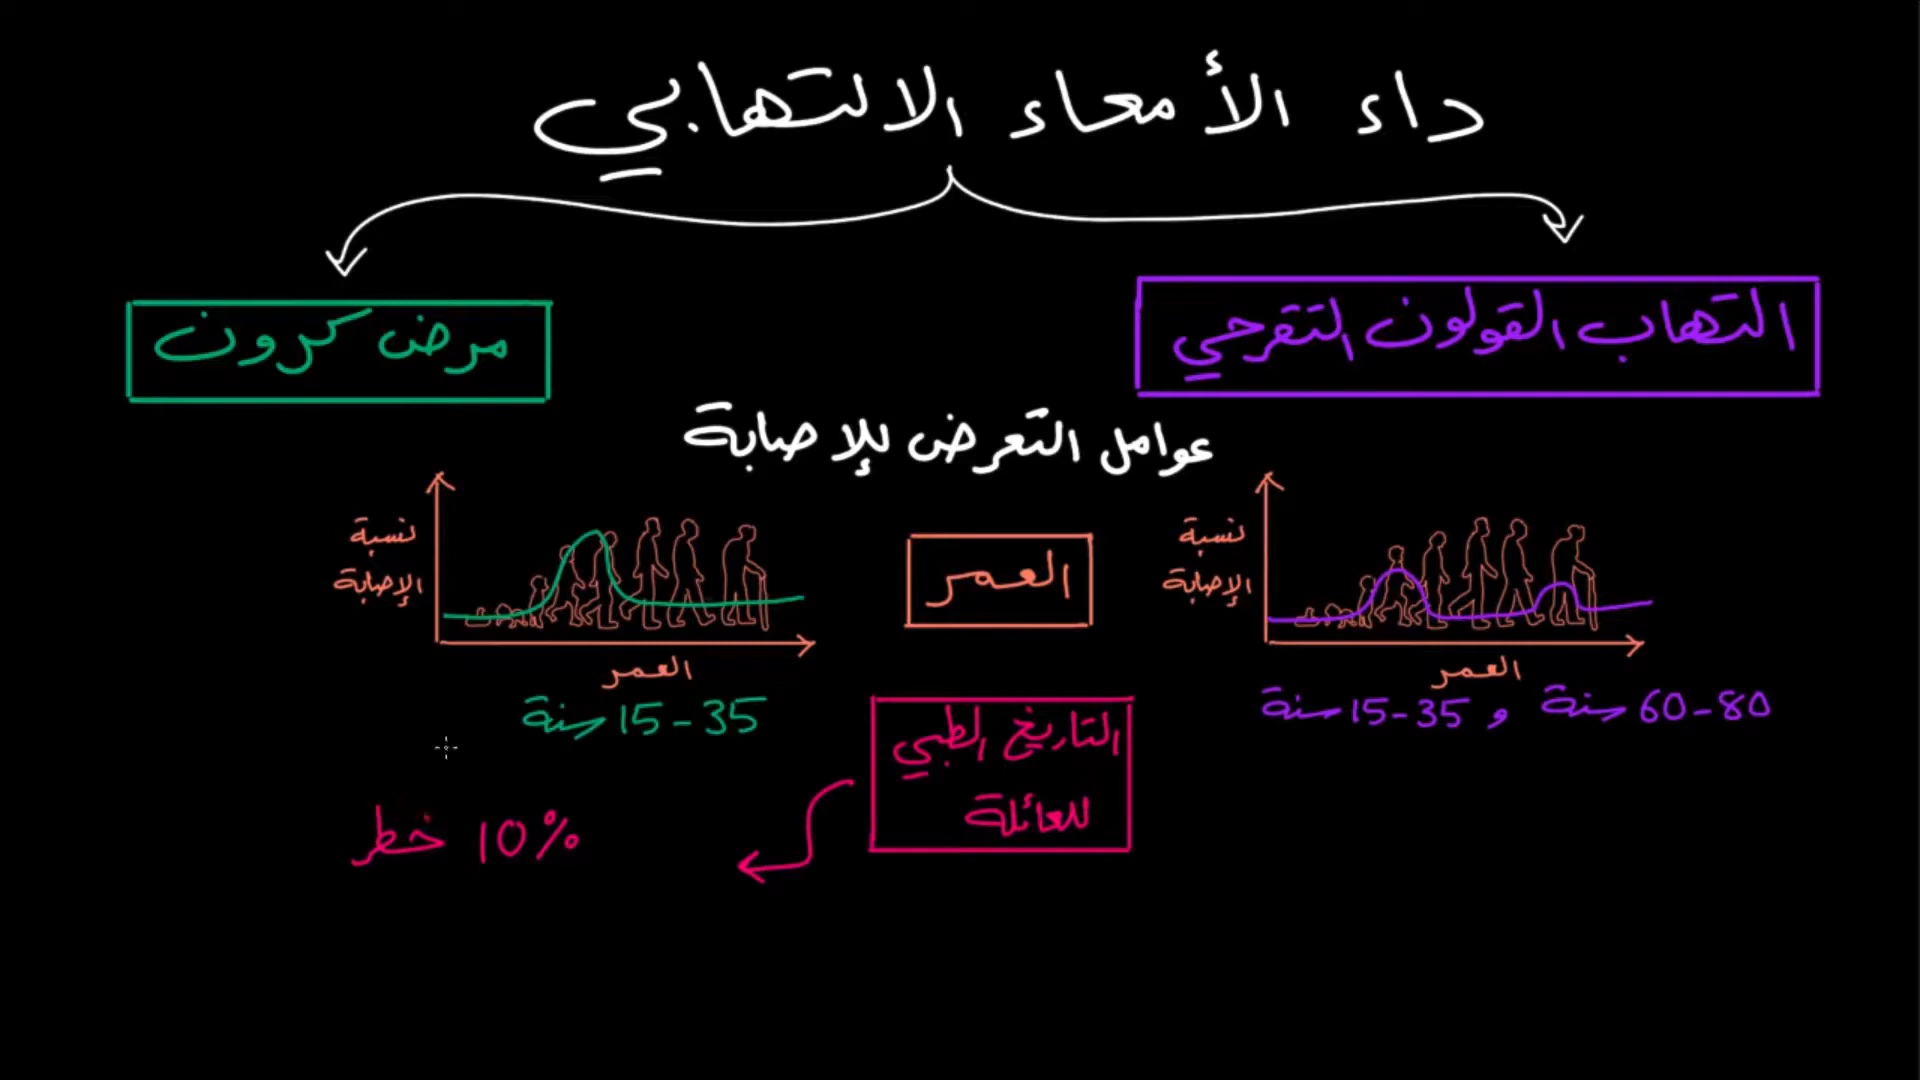 داء الأمعاء الالتهابي
التهاب القولون التقرحي
مرض كرون
عوامل التعرض للإصابة
نسبة
الإصابة
العمر
60-80 سنة و 15-35 سنة
العمر
نسبة
الإصابة
العمر
15-35 سنة
التاريخ الطبي
للعائلة
10% خطر